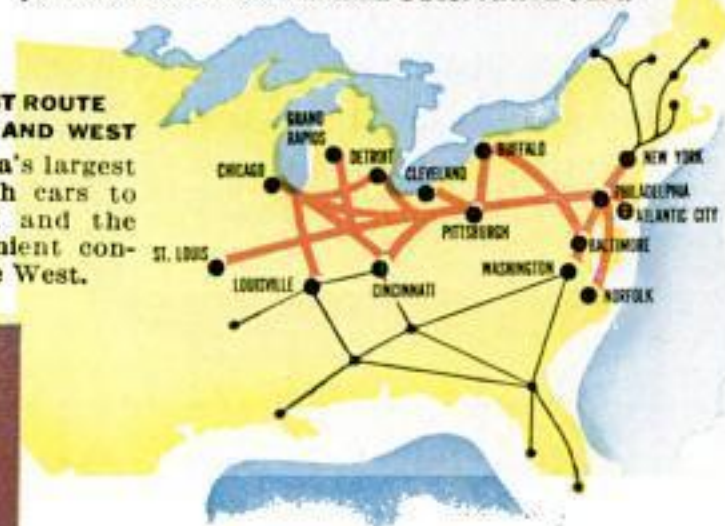 T ROUTE
AND WEST
a's largest
h cars to
and the
nient con-
e West.
GRAND
RAPIDS
DETROIT
CHICAGO
CLEVELAND
BUFFALO
NEW YORK
PHILADELPHIA
ATLANTIC CITY
PITTSBURGH
BALTIMORE
ST. LOUIS
WASHINGTON
LOUISVILLE
CINCINNATI
NORFOLK